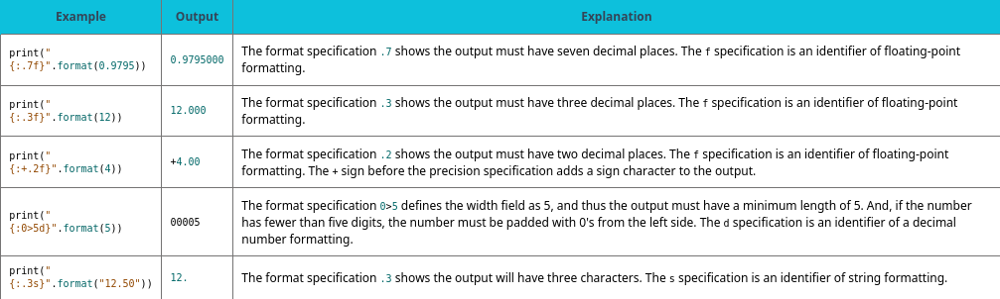 Example Output Explanation
print("
{:.7f}".format(0.9795))
0.9795000
The format specification .7 shows the output must have seven decimal places. The f specification is an identifier of floating-point
formatting.
print("
{:.3f}".format(12))
12.000
The format specification .3 shows the output must have three decimal places. The f specification is an identifier of floating-point
formatting.
print("
{:+.2f}".format(4))
+4.00
The format specification .2 shows the output must have two decimal places. The f specification is an identifier of floating-point
formatting. The + sign before the precision specification adds a sign character to the output.
print("
{:0>5d}".format(5))
00005
The format specification 0>5 defines the width field as 5, and thus the output must have a minimum length of 5. And, if the number
has fewer than five digits, the number must be padded with 0's from the left side. The d specification is an identifier of a decimal
number formatting.
print("
{:.3s}".format("12.50"))
12.
The format specification .3 shows the output will have three characters. The s specification is an identifier of string formatting.